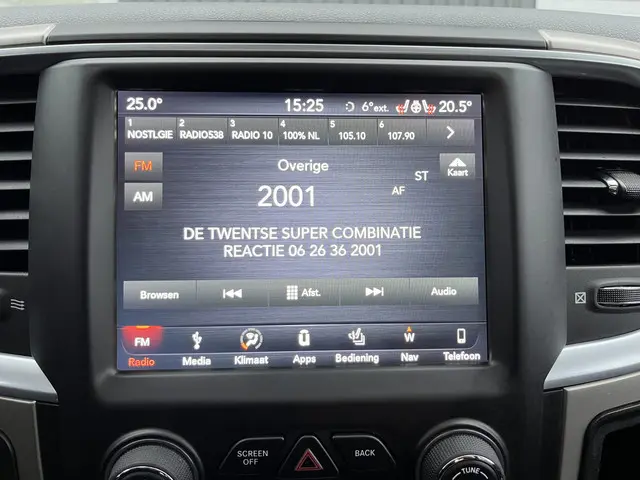 25.0° 15:25 6°ext. 20.5°
1 2 3 4 5 6
NOSTLGIE RADIO538 RADIO 10 100% NL 105.10 107.90
FM Overige Kaart
ST
AM 2001 AF
DE TWENTSE SUPER COMBINATIE
REACTIE 06 26 36 2001
Browsen Afst. Audio
FM
Radio Media Klimaat Apps Bediening Nav Telefoon
SCREEN OFF BACK
TUNE